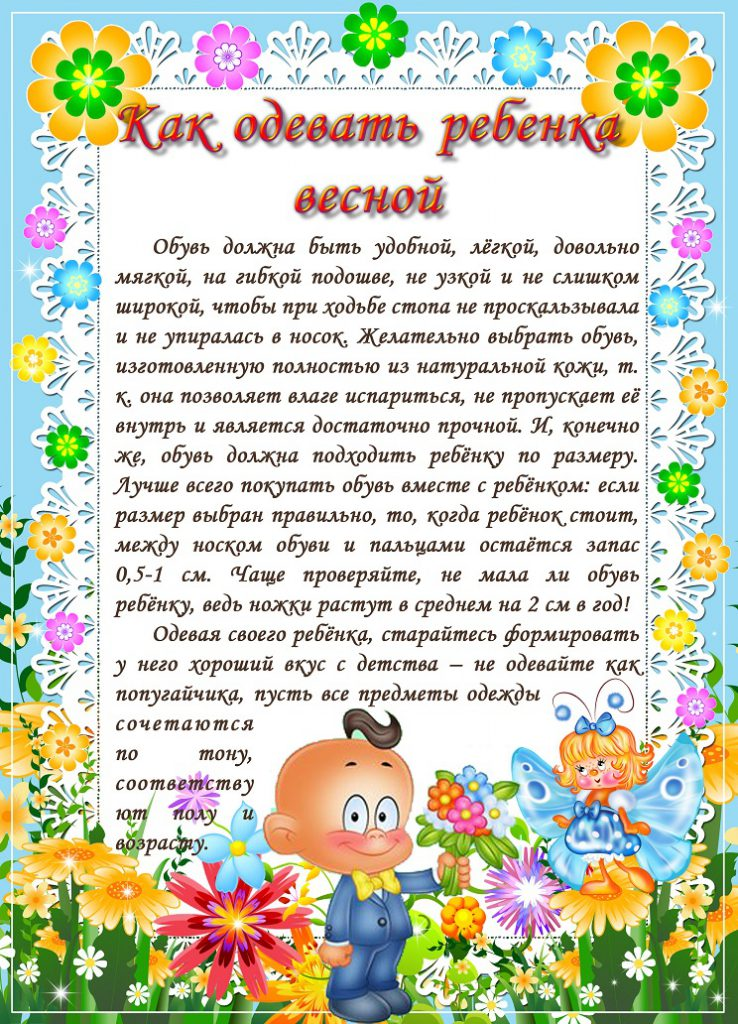 Как одевать ребенка
весной
Обувь должна быть удобной, лёгкой, довольно
мягкой, на гибкой подошве, не узкой и не слишком
широкой, чтобы при ходьбе стопа не проскальзывала
и не упиралась в носок. Желательно выбрать обувь,
изготовленную полностью из натуральной кожи, т.
к. она позволяет влаге испариться, не пропускает её
внутрь и является достаточно прочной. И, конечно
же, обувь должна подходить ребёнку по размеру.
Лучше всего покупать обувь вместе с ребёнком: если
размер выбран правильно, то, когда ребёнок стоит,
между носком обуви и пальцами остаётся запас
0,5-1 см. Чаще проверяйте, не мала ли обувь
ребёнку, ведь ножки растут в среднем на 2 см в год!
Одевая своего ребёнка, старайтесь формировать
у него хороший вкус с детства – не одевайте как
попугайчика, пусть все предметы одежды
сочетаются
по тону,
соответству
ют полу и
возрасту.